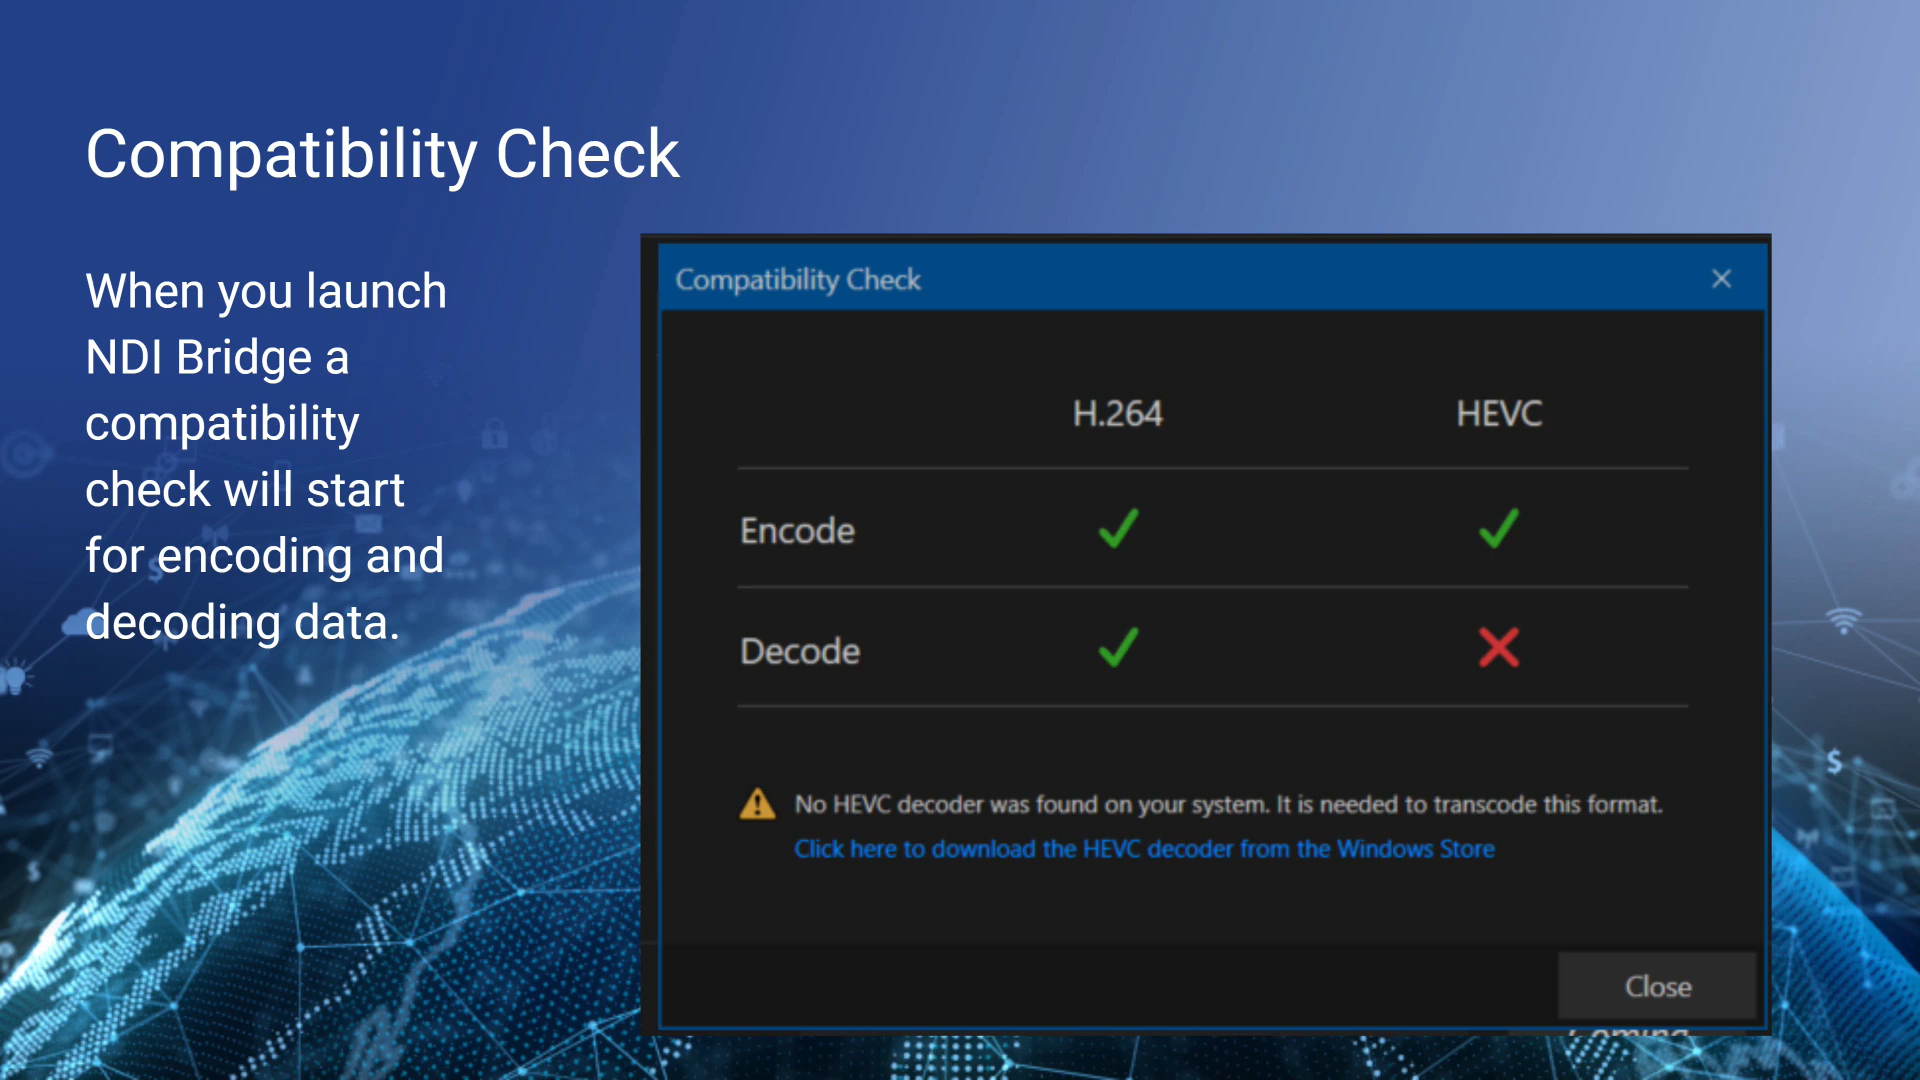 Compatibility Check
When you launch
NDI Bridge a
compatibility
check will start
for encoding and
decoding data.
Compatibility Check
H.264 HEVC
Encode
Decode
No HEVC decoder was found on your system. It is needed to transcode this format.
Click here to download the HEVC decoder from the Windows Store
Close
Coming